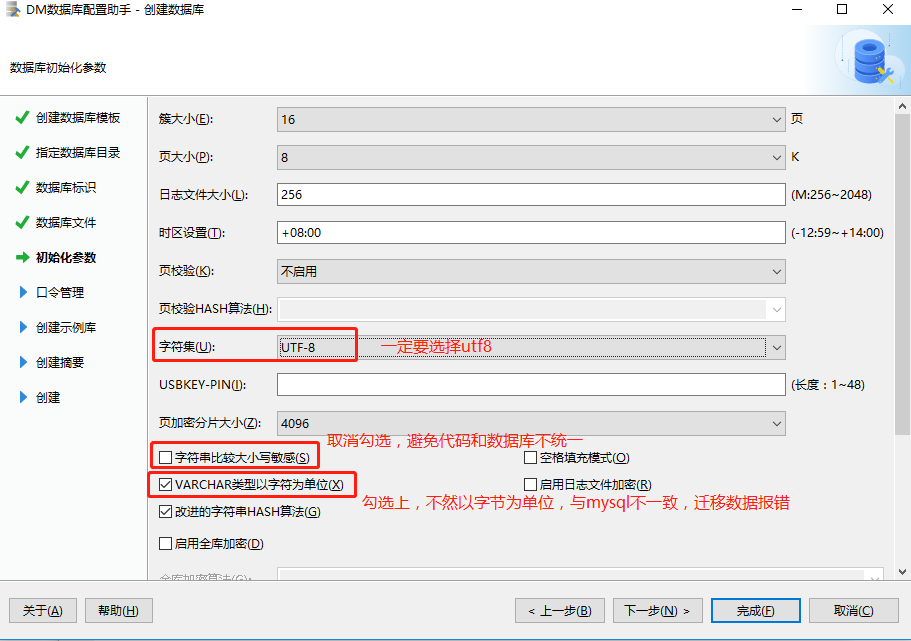 DM数据库配置助手 - 创建数据库
数据库初始化参数
创建数据库模板
指定数据库目录
数据库标识
数据库文件
初始化参数
口令管理
创建示例库
创建摘要
创建
簇大小(E): 16 页
页大小(P): 8 K
日志文件大小(L): 256 (M:256~2048)
时区设置(T): +08:00 (-12:59~+14:00)
页校验(K): 不启用
页校验HASH算法(H):
字符集(U): UTF-8 一定要选择utf8
USBKEY-PIN(I): (长度：1~48)
页加密分片大小(Z): 4096
取消勾选，避免代码和数据库不统一
字符串比较大小写敏感(S) 空格填充模式(O)
VARCHAR类型以字符为单位(X) 启用日志文件加密(R)
勾选上，不然以字节为单位，与mysql不一致，迁移数据报错
改进的字符串HASH算法(G)
启用全库加密(D)
全库加密算法(G):
关于(A) 帮助(H) < 上一步(B) 下一步(N) > 完成(F) 取消(C)